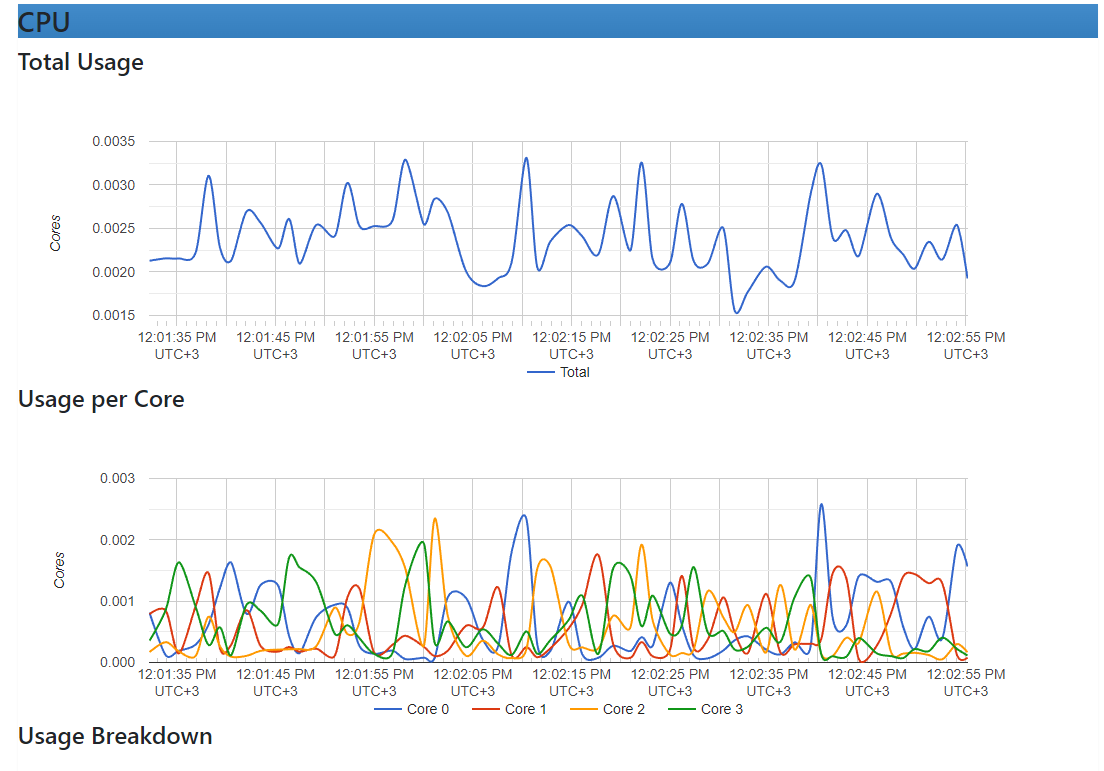 CPU
Total Usage
0.0035
0.0030
0.0025
0.0020
0.0015
Cores
12:01:35 PM 12:01:45 PM 12:01:55 PM 12:02:05 PM 12:02:15 PM 12:02:25 PM 12:02:35 PM 12:02:45 PM 12:02:55 PM
UTC+3 UTC+3 UTC+3 UTC+3 UTC+3 UTC+3 UTC+3 UTC+3 UTC+3
Total
Usage per Core
0.003
0.002
0.001
0.000
Cores
12:01:35 PM 12:01:45 PM 12:01:55 PM 12:02:05 PM 12:02:15 PM 12:02:25 PM 12:02:35 PM 12:02:45 PM 12:02:55 PM
UTC+3 UTC+3 UTC+3 UTC+3 UTC+3 UTC+3 UTC+3 UTC+3 UTC+3
Core 0 Core 1 Core 2 Core 3
Usage Breakdown